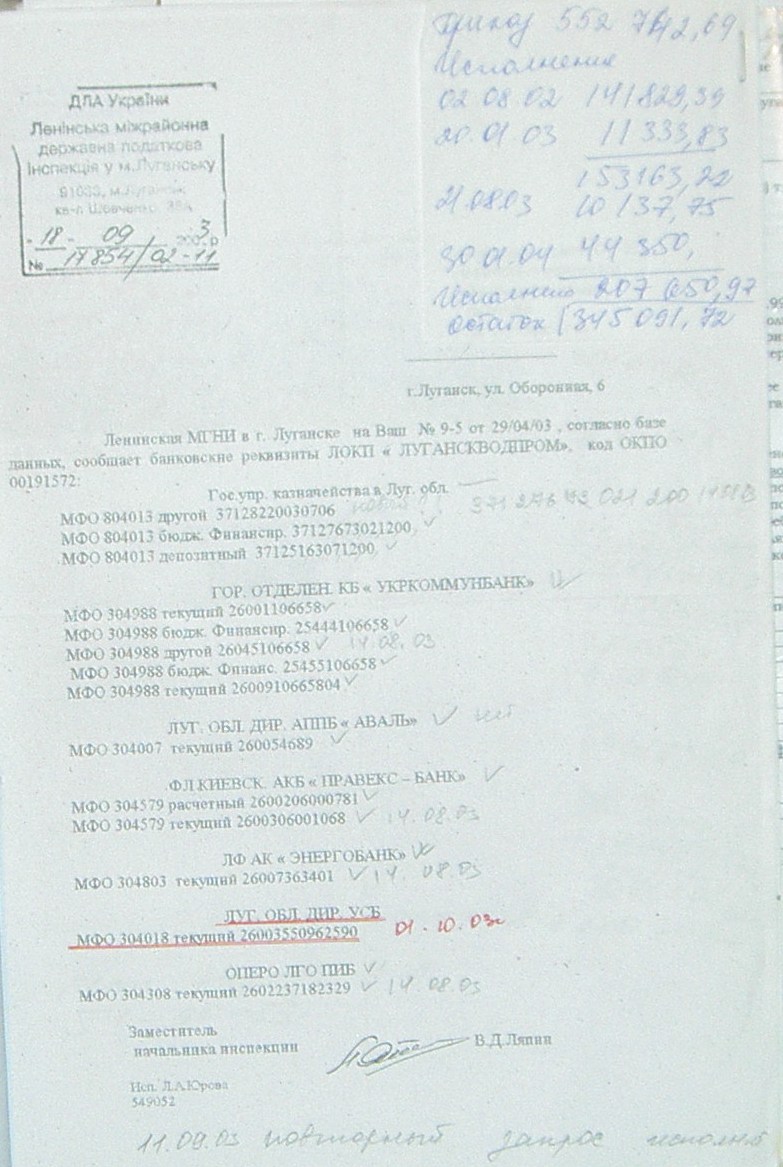 Приказ 552 742,69
Исполнение
02 08.02 141829,39
20.01.03 11 333,83
153163,22
21.08.03 10137,75
30.01.04 44 350,
Исполнено 207 650,97
Остаток 345 091,72
ДПА України
Ленінська міжрайонна
державна податкова
Інспекція у м.Луганську
91033, м.Луганськ,
кв-л Шевченко, 38А
18 - 09 2003 р
№ 17854/02-11
г.Луганск, ул. Оборонная, 6
Ленинская МГНИ в г. Луганске на Ваш № 9-5 от 29/04/03 , согласно базе
данных, сообщает банковские реквизиты ЛОКП « ЛУГАНСКВОДПРОМ», код ОКПО
00191572:
Гос.упр. казначейства в Луг. обл.
МФО 804013 другой 37128220030706
МФО 804013 бюдж. Финансир. 37127673021200
МФО 804013 депозитный 37125163071200
ГОР. ОТДЕЛЕН. КБ « УКРКОММУНБАНК»
МФО 304988 текущий 26001106658
МФО 304988 бюдж. Финансир. 25444106658
МФО 304988 другой 26045106658 14.08.03
МФО 304988 бюдж. Финанс. 25455106658
МФО 304988 текущий 2600910665804
ЛУГ. ОБЛ. ДИР. АППБ « АВАЛЬ» нет
МФО 304007 текущий 260054689
ФЛ КИЕВСК. АКБ « ПРАВЕКС – БАНК»
МФО 304579 расчетный 2600206000781
МФО 304579 текущий 2600306001068 14.08.03
ЛФ АК « ЭНЕРГОБАНК»
МФО 304803 текущий 26007363401 14.08.03
ЛУГ. ОБЛ. ДИР. УСБ
МФО 304018 текущий 26003550962590 01.10.03г
ОПЕРО ЛГО ПИБ
МФО 304308 текущий 2602237182329 14.08.03
Заместитель
начальника инспекции В.Д.Ляпин
Исп. Л.А.Юрова
549052
11.09.03 повторный запрос исполнен